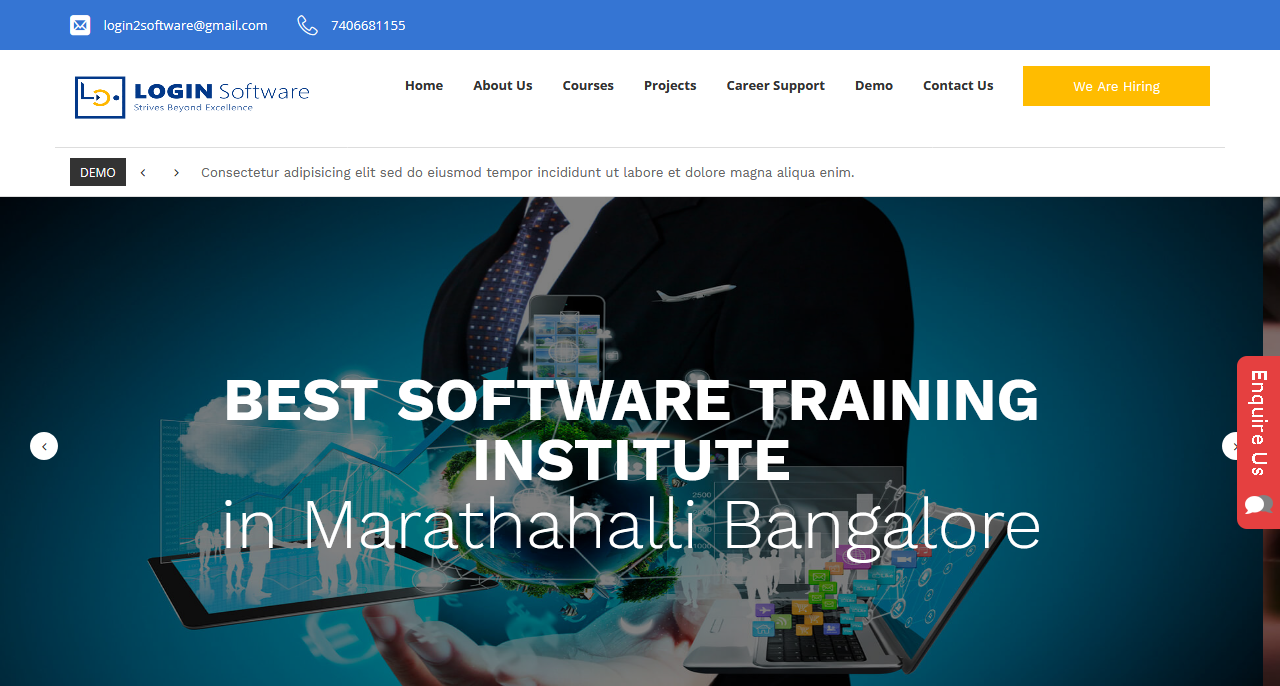 login2software@gmail.com 7406681155
LOGIN Software
Strives Beyond Excellence
Home About Us Courses Projects Career Support Demo Contact Us We Are Hiring
DEMO Consectetur adipisicing elit sed do eiusmod tempor incididunt ut labore et dolore magna aliqua enim.
BEST SOFTWARE TRAINING
INSTITUTE
in Marathahalli Bangalore
Enquire Us
2500